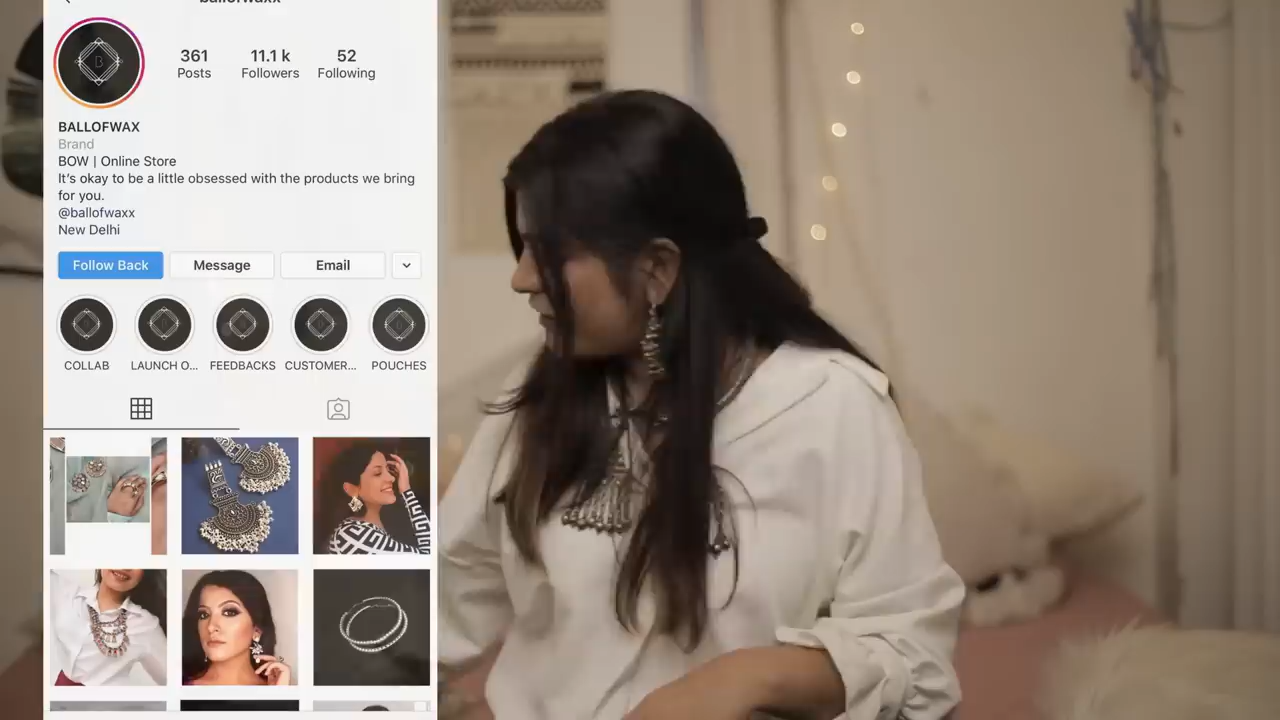 ballofwaxx
361 11.1 k 52
Posts Followers Following
BALLOFWAX
Brand
BOW | Online Store
It's okay to be a little obsessed with the products we bring
for you.
@ballofwaxx
New Delhi
Follow Back Message Email
COLLAB LAUNCH O... FEEDBACKS CUSTOMER... POUCHES